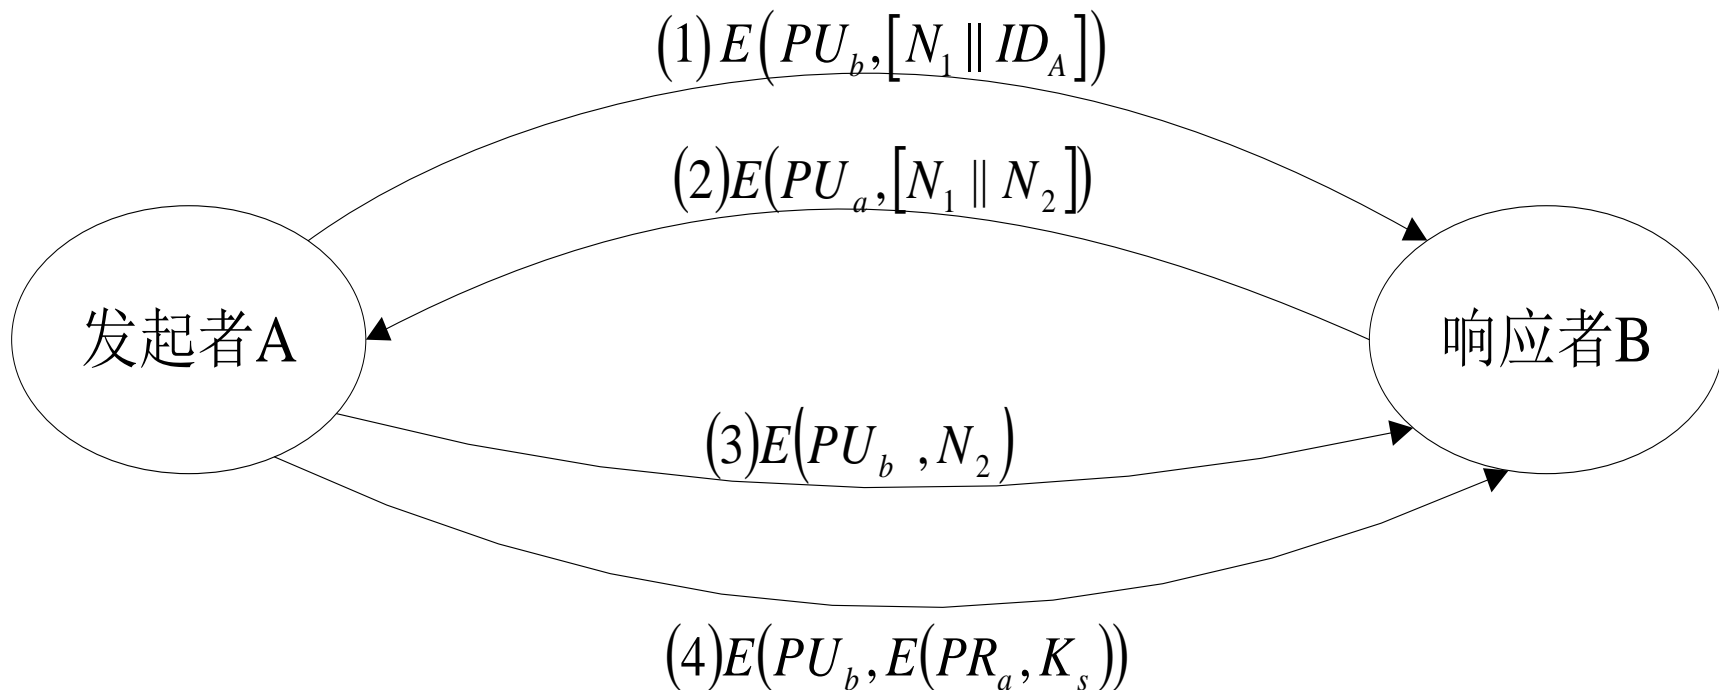 (1) E(PU_b,[N_1 || ID_A])
(2)E(PU_a,[N_1 || N_2])
发起者A
响应者B
(3)E(PU_b ,N_2)
(4)E(PU_b,E(PR_a,K_s))